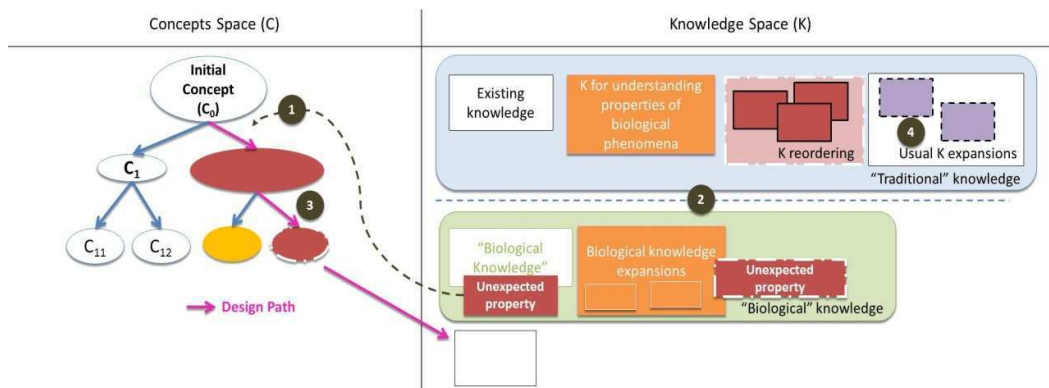 Concepts Space (C)
Knowledge Space (K)
Initial
Concept
(C0)
1
C1
3
C11
C12
Design Path
Existing
knowledge
K for understanding
properties of
biological
phenomena
K reordering
4
Usual K expansions
“Traditional” knowledge
2
“Biological
Knowledge”
Unexpected
property
Biological knowledge
expansions
Unexpected
property
“Biological” knowledge